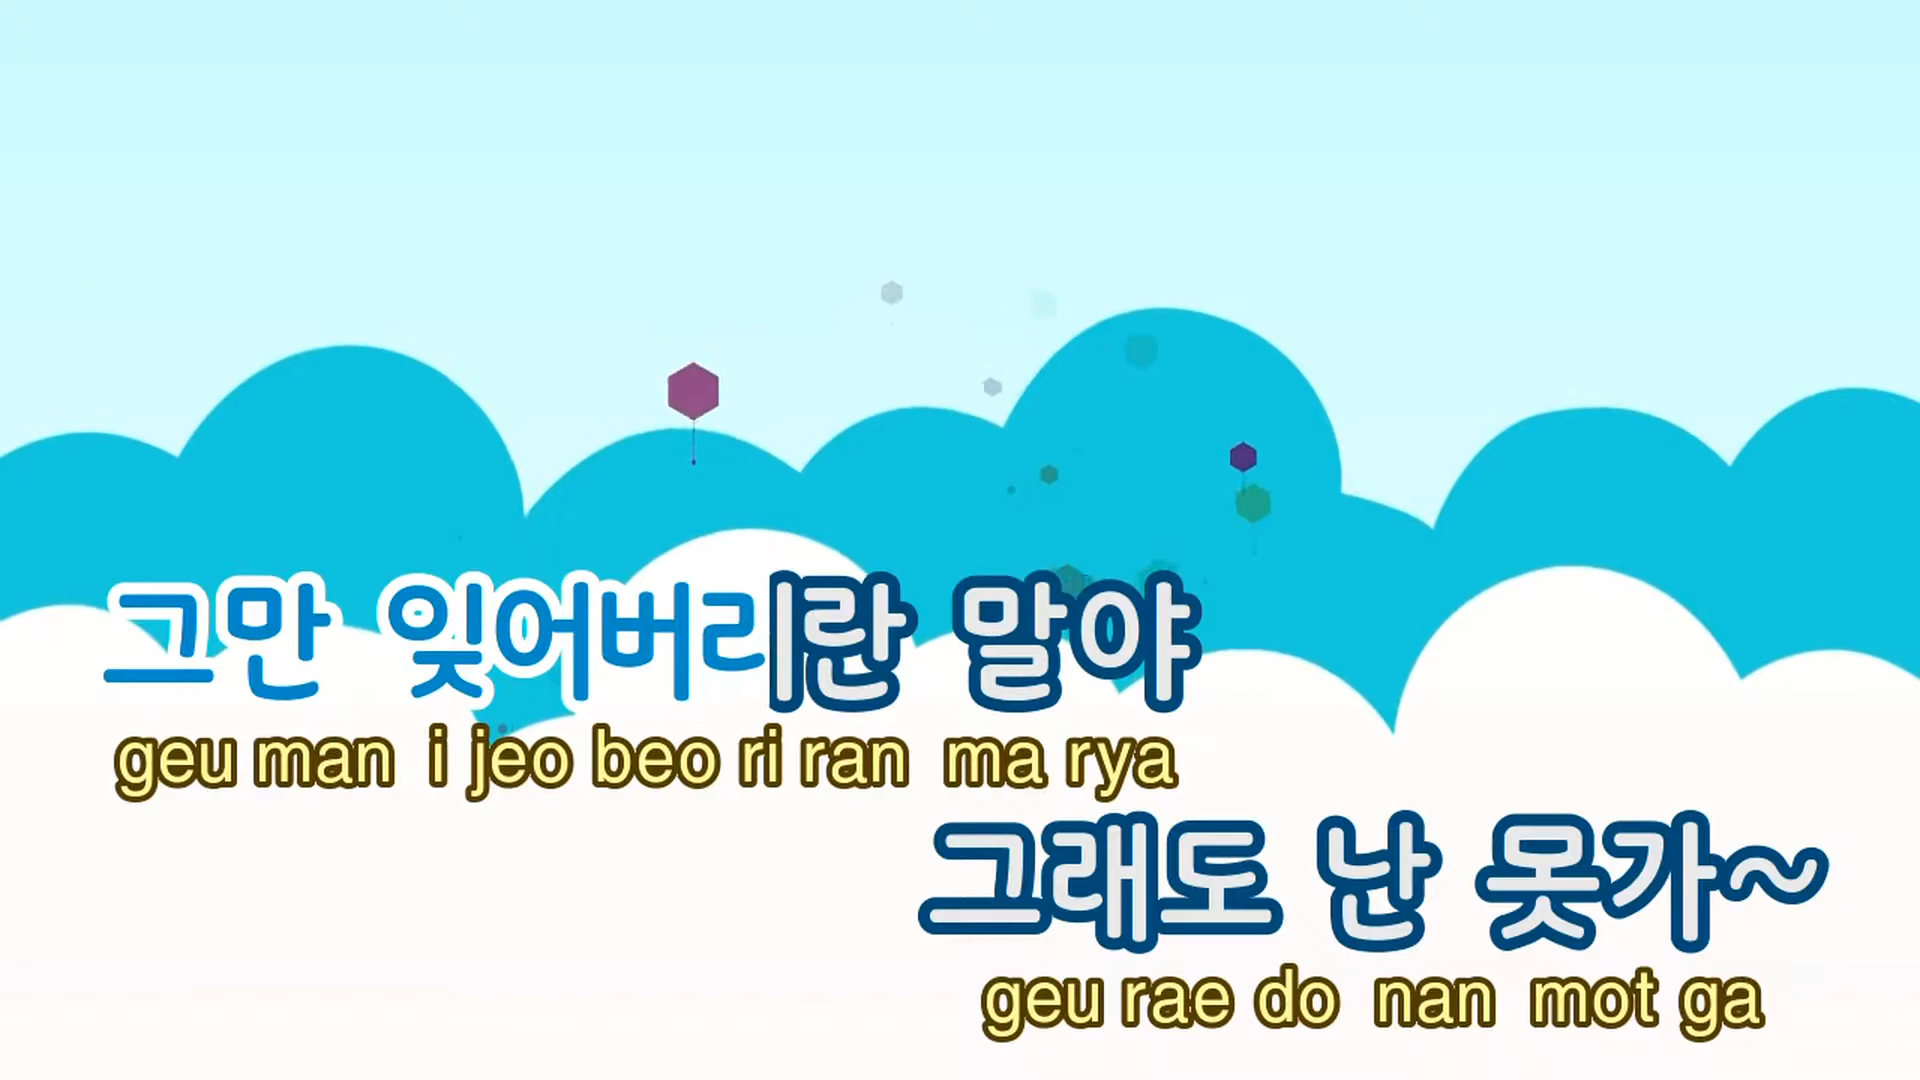 그만 잊어버리란 말야
geu man i jeo beo ri ran ma rya
그래도 난 못가~
geu rae do nan mot ga